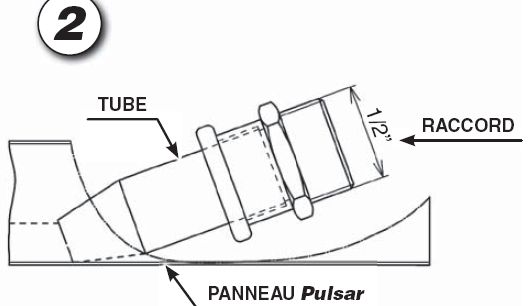 2
TUBE
1/2"
RACCORD
PANNEAU Pulsar